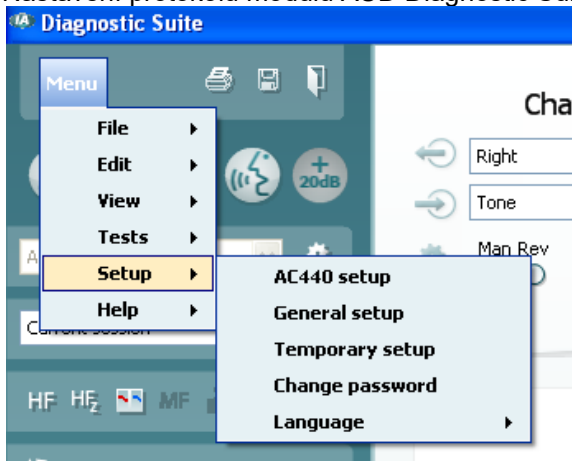 Diagnostic Suite
Menu
Cha
File
Edit
View
Tests
Setup
Help
+
20dB
Right
Tone
Man Rev
AC440 setup
General setup
Temporary setup
Change password
Language
HF HFz MF